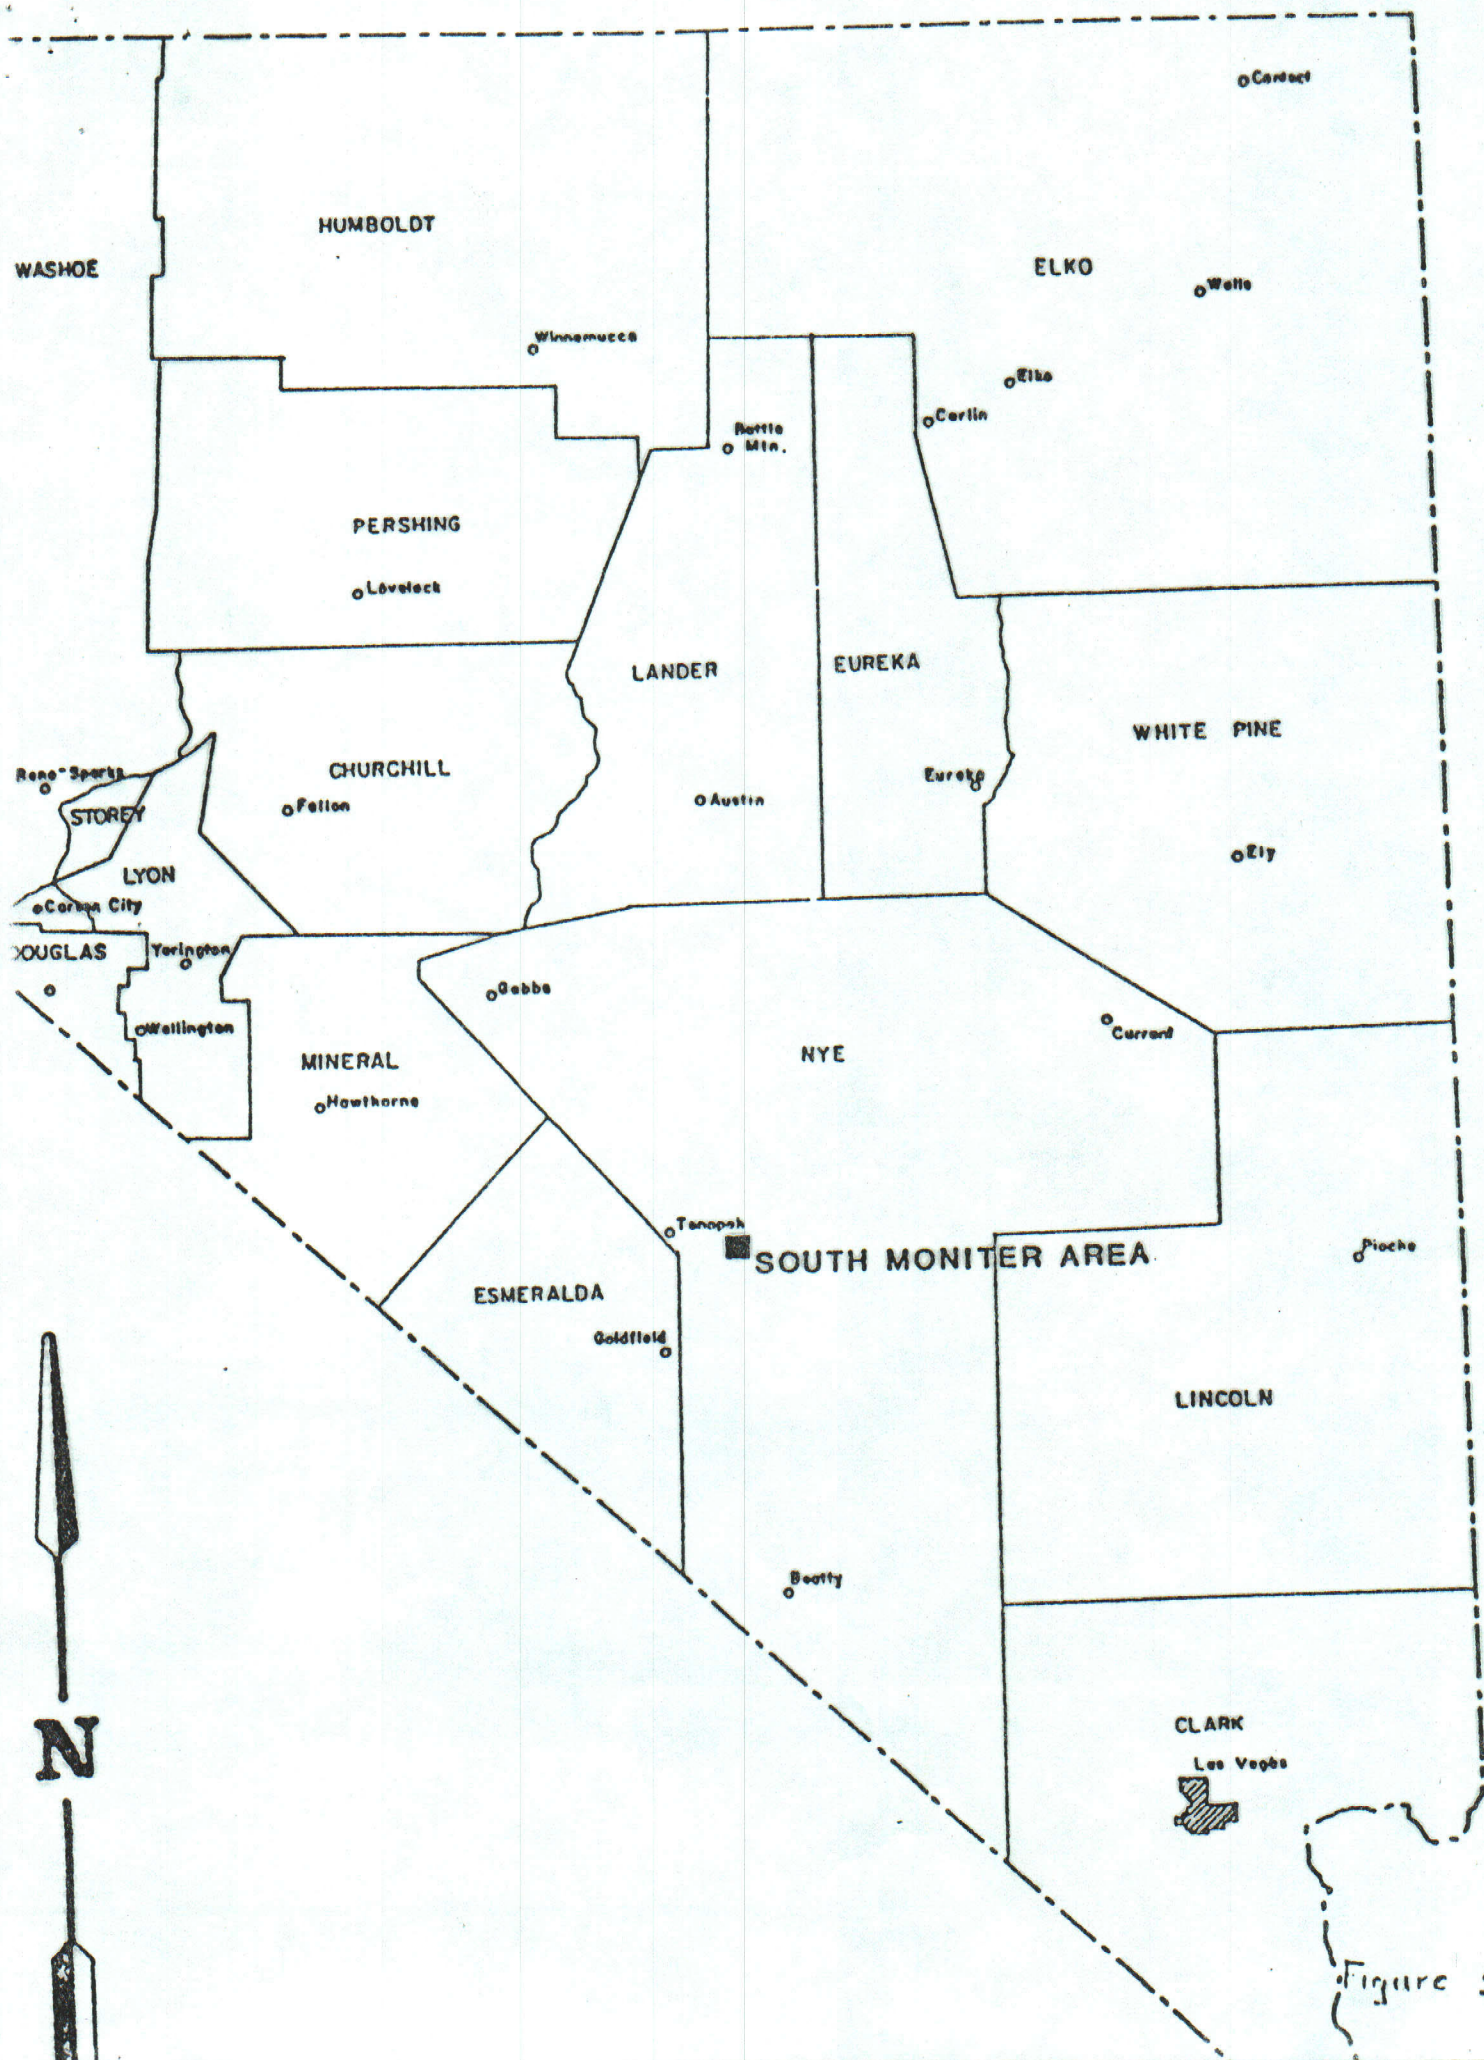 Contact
HUMBOLDT
WASHOE
ELKO
Wells
Winnemucca
Elko
Carlin
Battle
Mtn.
PERSHING
Lovelock
LANDER
EUREKA
WHITE PINE
CHURCHILL
Reno-Sparks
Eureka
STOREY
Fallon
Austin
Ely
LYON
Carson City
OUGLAS
Yerington
Gabbs
Wellington
Currant
NYE
MINERAL
Hawthorne
Tonopah
SOUTH MONITER AREA
Pioche
ESMERALDA
Goldfield
LINCOLN
Beatty
CLARK
N
Las Vegas
Figure